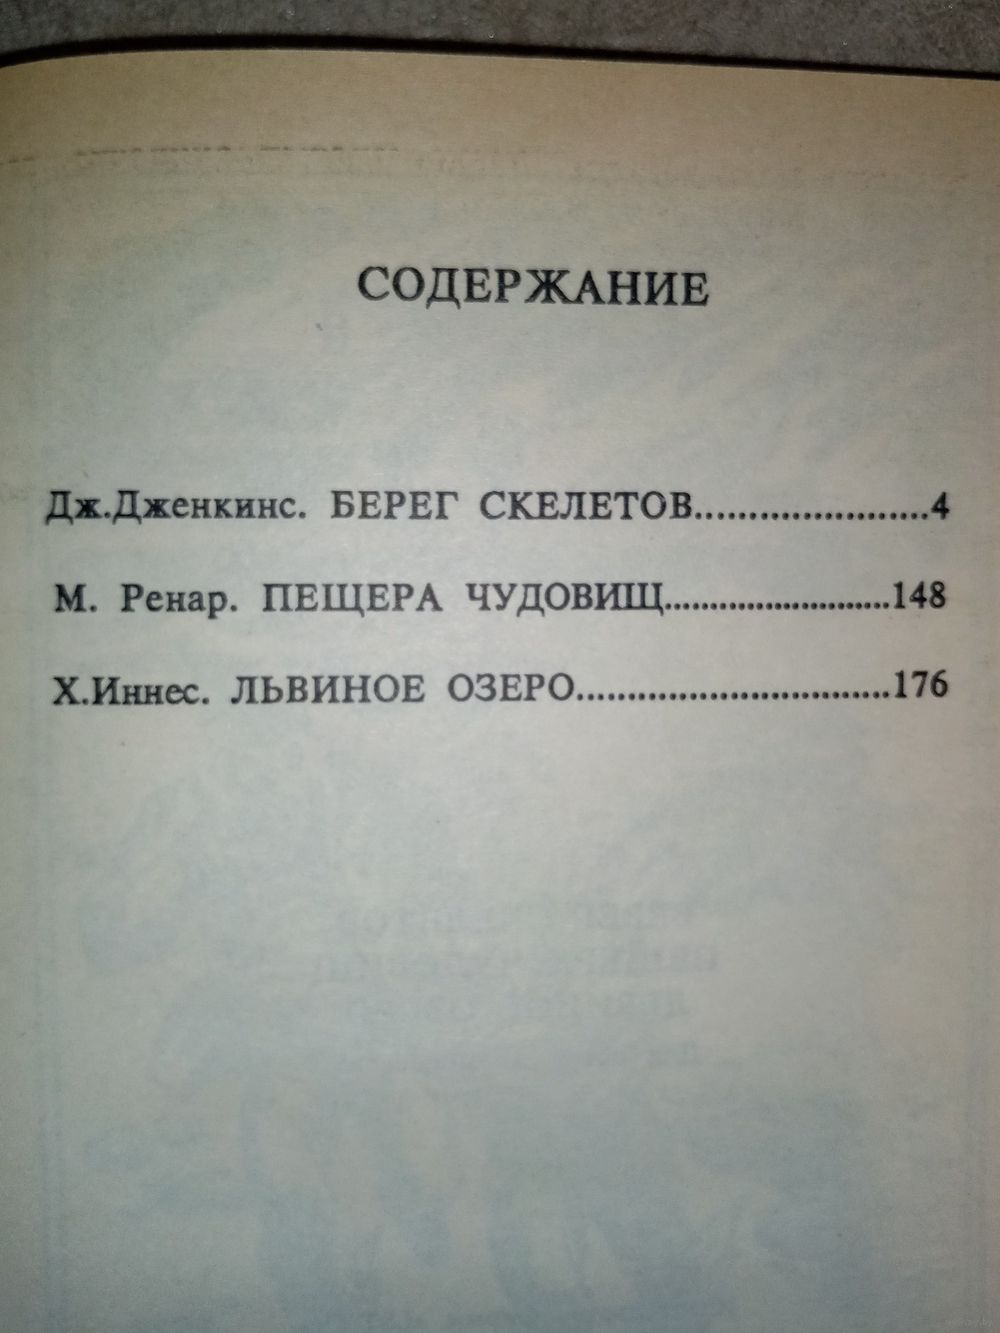 СОДЕРЖАНИЕ
Дж.Дженкинс. БЕРЕГ СКЕЛЕТОВ......................4
М. Ренар. ПЕЩЕРА ЧУДОВИЩ.........................148
Х.Иннес. ЛЬВИНОЕ ОЗЕРО...............................176